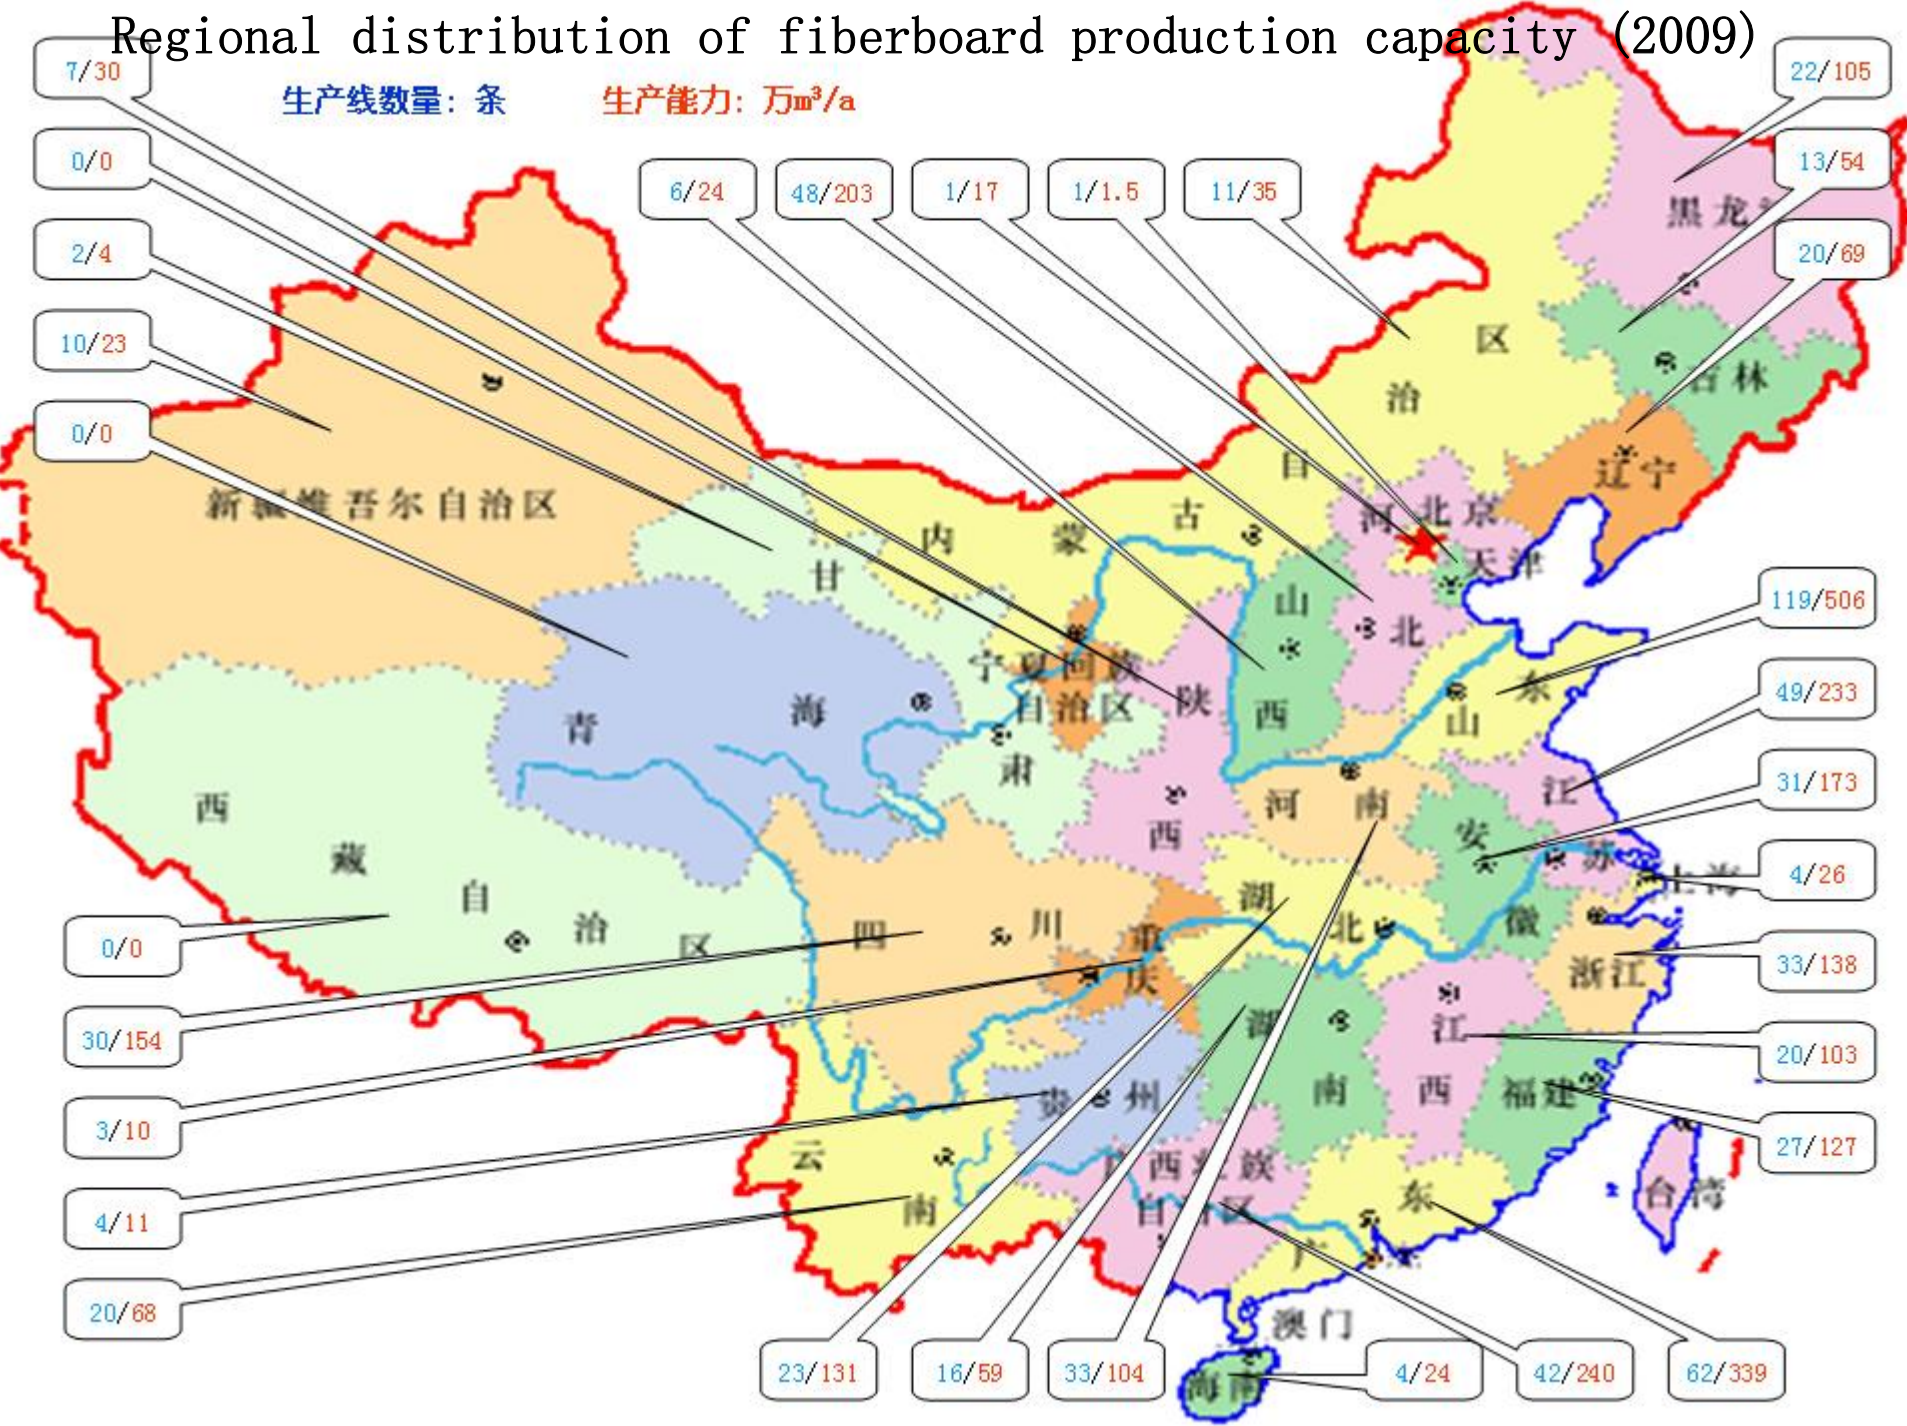 Regional distribution of fiberboard production capacity (2009)
生产线数量: 条
生产能力: 万m³/a
7/30
0/0
2/4
10/23
0/0
6/24
48/203
1/17
1/1.5
11/35
22/105
13/54
20/69
119/506
49/233
31/173
4/26
33/138
20/103
27/127
0/0
30/154
3/10
4/11
20/68
23/131
16/59
33/104
4/24
42/240
62/339
黑龙
吉林
辽宁
内蒙古自治区
新疆维吾尔自治区
北京
天津
河北
山西
山东
甘肃
宁夏回族
自治区
陕西
青海
西藏自治区
河南
江苏
安徽
上海
四川
重庆
湖北
浙江
湖南
江西
福建
贵州
云南
西壮族
自治区
广东
台湾
澳门
海南